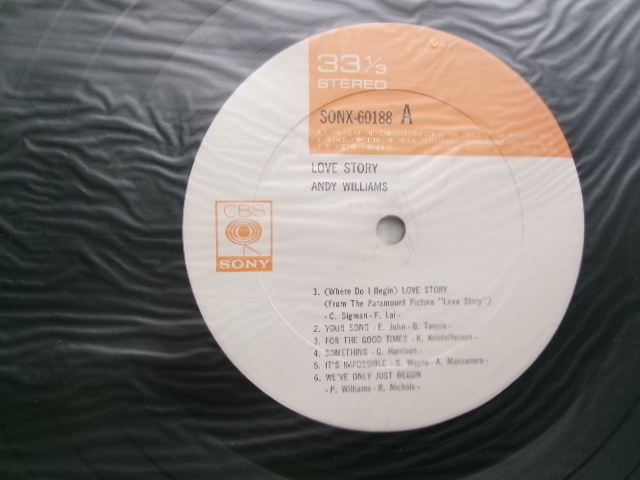 33 1/3
STEREO
SONX-60188 A
LOVE STORY
ANDY WILLIAMS
CBS
SONY
1. (Where Do I Begin) LOVE STORY
(From The Paramount Picture "Love Story")
- C. Sigman - F. Lai -
2. YOUR SONG - E. John - B. Taupin -
3. FOR THE GOOD TIMES - K. Kristofferson -
4. SOMETHING - G. Harrison -
5. IT'S IMPOSSIBLE - S. Wayne - A. Manzanero -
6. WE'VE ONLY JUST BEGUN
- P. Williams - R. Nichols -